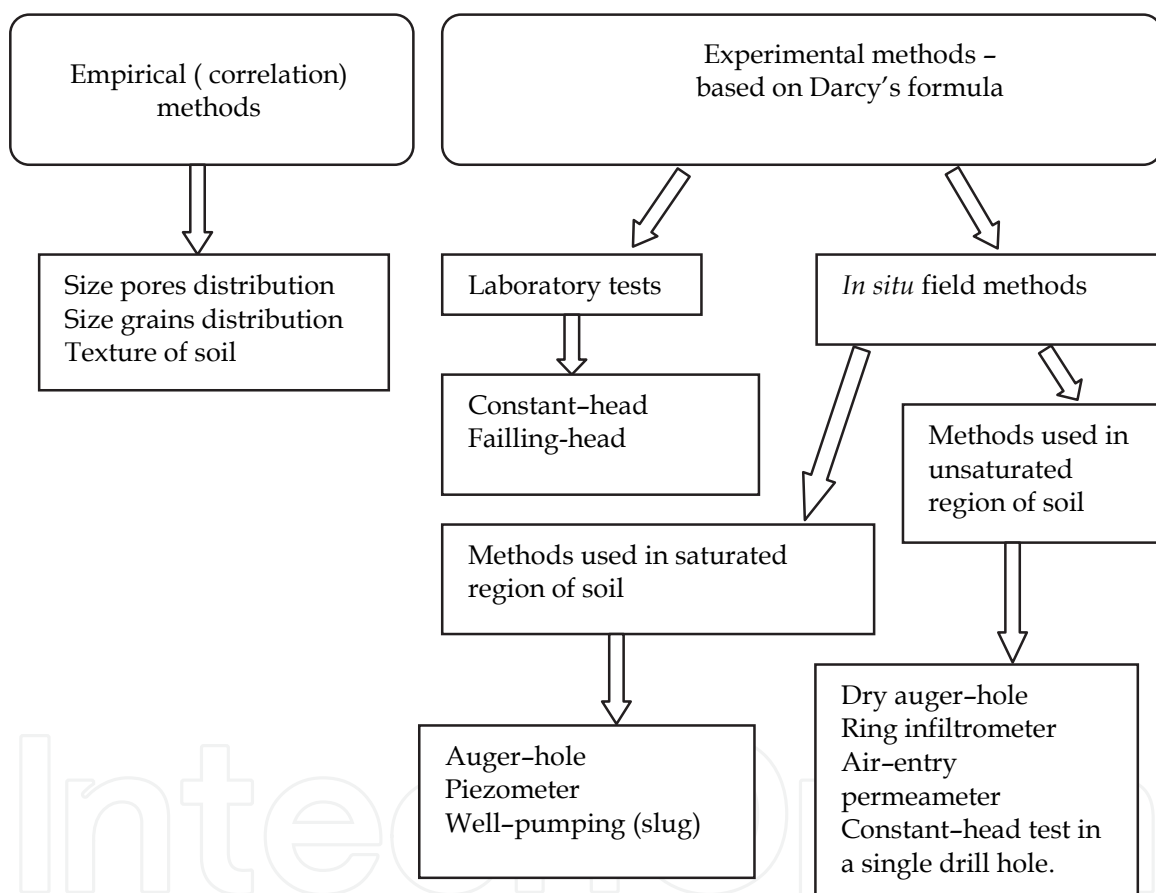 Empirical ( correlation)
methods
Experimental methods –
based on Darcy’s formula
Size pores distribution
Size grains distribution
Texture of soil
Laboratory tests
In situ field methods
Constant–head
Failling-head
Methods used in
unsaturated
region of soil
Methods used in saturated
region of soil
Auger–hole
Piezometer
Well–pumping (slug)
Dry auger–hole
Ring infiltrometer
Air–entry
permeameter
Constant–head test in
a single drill hole.